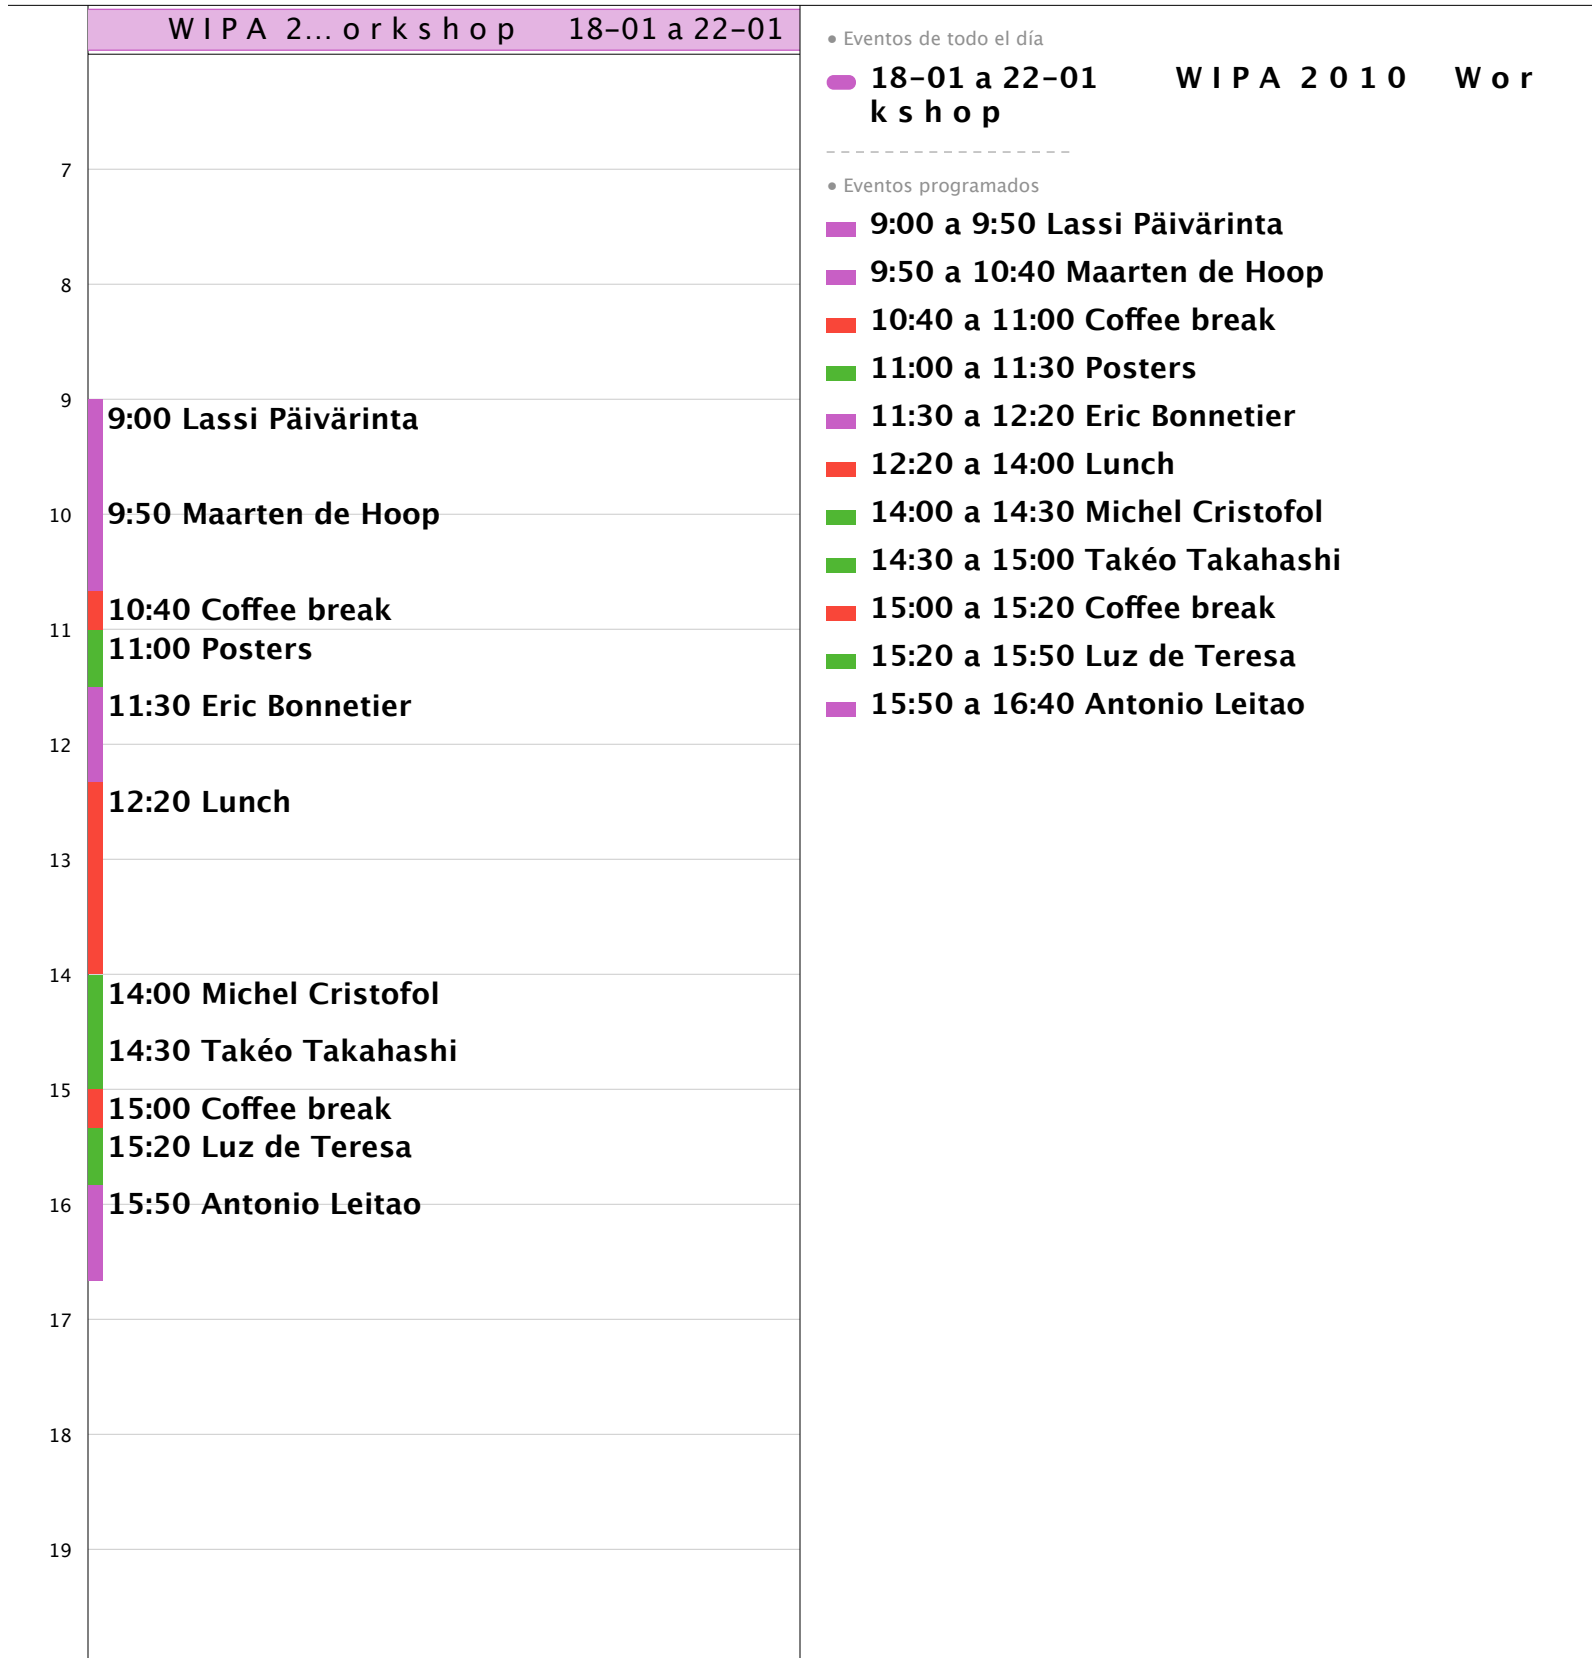 W I P A 2… o r k s h o p 18-01 a 22-01
7
8
9
9:00 Lassi Päivärinta
10
9:50 Maarten de Hoop
10:40 Coffee break
11
11:00 Posters
11:30 Eric Bonnetier
12
12:20 Lunch
13
14
14:00 Michel Cristofol
14:30 Takéo Takahashi
15
15:00 Coffee break
15:20 Luz de Teresa
16
15:50 Antonio Leitao
17
18
19
• Eventos de todo el día
18-01 a 22-01 W I P A 2 0 1 0 W o r
k s h o p
• Eventos programados
9:00 a 9:50 Lassi Päivärinta
9:50 a 10:40 Maarten de Hoop
10:40 a 11:00 Coffee break
11:00 a 11:30 Posters
11:30 a 12:20 Eric Bonnetier
12:20 a 14:00 Lunch
14:00 a 14:30 Michel Cristofol
14:30 a 15:00 Takéo Takahashi
15:00 a 15:20 Coffee break
15:20 a 15:50 Luz de Teresa
15:50 a 16:40 Antonio Leitao